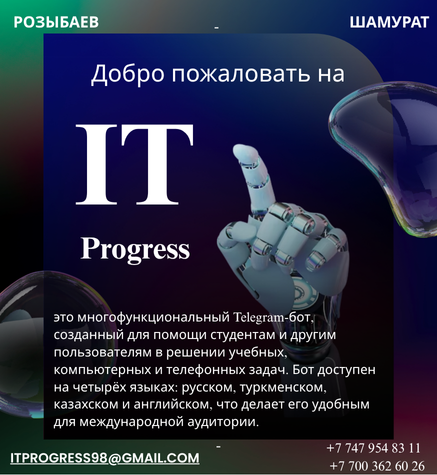 РОЗЫБАЕВ - ШАМУРАТ
Добро пожаловать на
IT
Progress
это многофункциональный Telegram-бот,
созданный для помощи студентам и другим
пользователям в решении учебных,
компьютерных и телефонных задач. Бот доступен
на четырёх языках: русском, туркменском,
казахском и английском, что делает его удобным
для международной аудитории.
-
+7 747 954 83 11
ITPROGRESS98@GMAIL.COM
+7 700 362 60 26